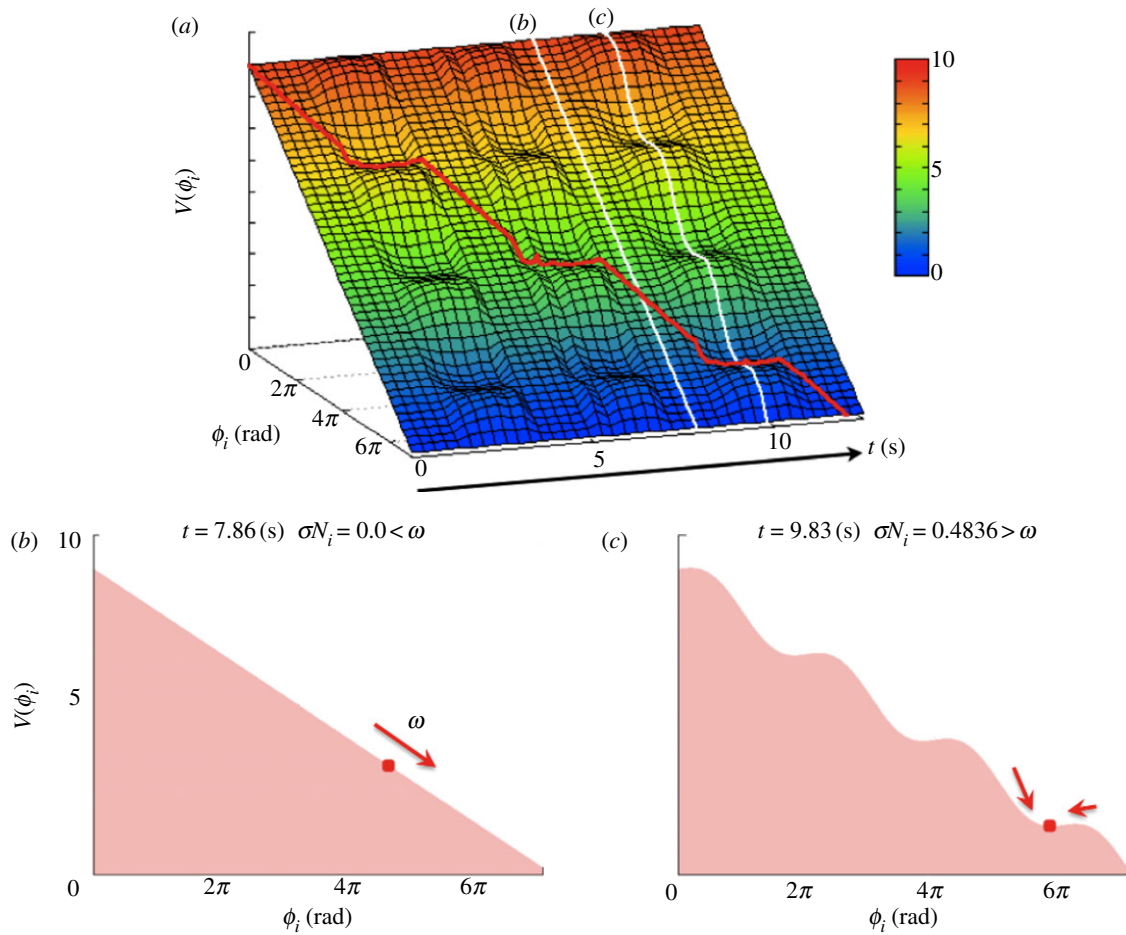 (a)
(b)
(c)
V(ϕᵢ)
10
5
0
0
2π
4π
6π
ϕᵢ (rad)
0
5
10
t (s)
(b)
t = 7.86 (s) σNᵢ = 0.0 < ω
10
5
0
V(ϕᵢ)
ω
2π
4π
6π
ϕᵢ (rad)
(c)
t = 9.83 (s) σNᵢ = 0.4836 > ω
0
2π
4π
6π
ϕᵢ (rad)